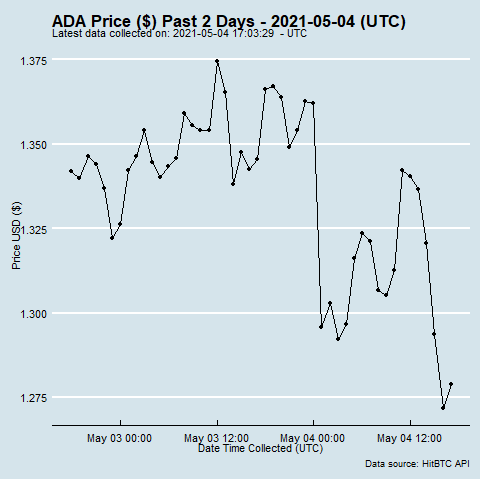 ADA Price ($) Past 2 Days - 2021-05-04 (UTC)
Latest data collected on: 2021-05-04 17:03:29  - UTC
1.375
1.350
1.325
1.300
1.275
Price USD ($)
May 03 00:00 May 03 12:00 May 04 00:00 May 04 12:00
Date Time Collected (UTC)
Data source: HitBTC API